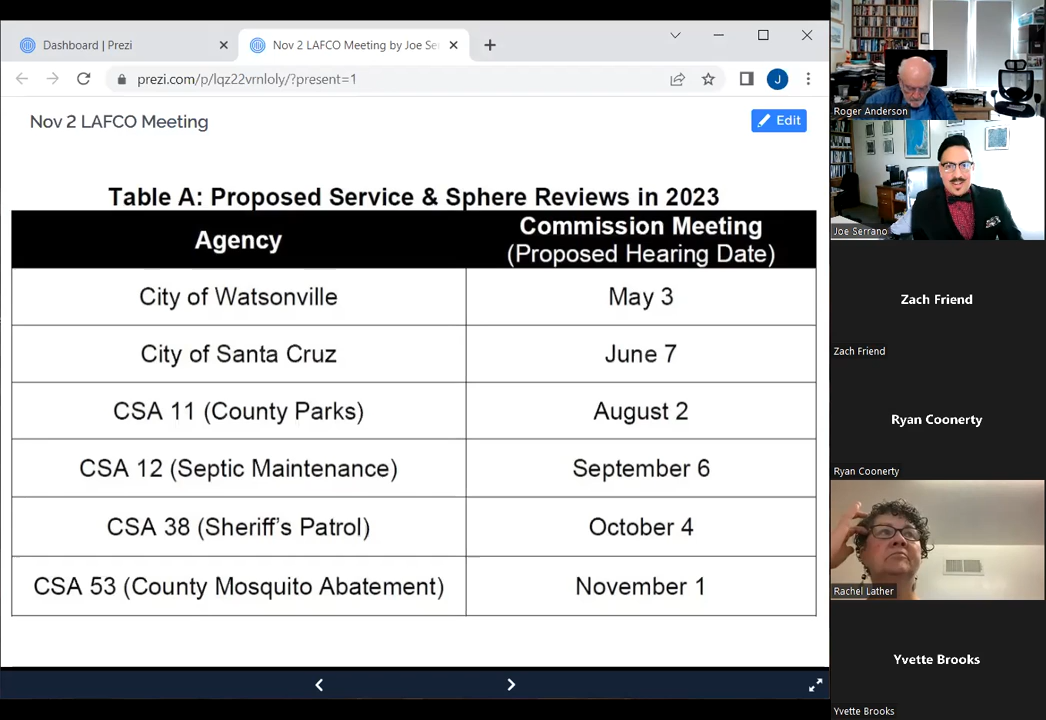 Dashboard | Prezi
Nov 2 LAFCO Meeting by Joe Se
prezi.com/p/lqz22vrnloly/?present=1
J
Nov 2 LAFCO Meeting
Edit
Table A: Proposed Service & Sphere Reviews in 2023
Agency
Commission Meeting
(Proposed Hearing Date)
City of Watsonville
May 3
City of Santa Cruz
June 7
CSA 11 (County Parks)
August 2
CSA 12 (Septic Maintenance)
September 6
CSA 38 (Sheriff's Patrol)
October 4
CSA 53 (County Mosquito Abatement)
November 1
Roger Anderson
Joe Serrano
Zach Friend
Zach Friend
Ryan Coonerty
Ryan Coonerty
Rachel Lather
Yvette Brooks
Yvette Brooks